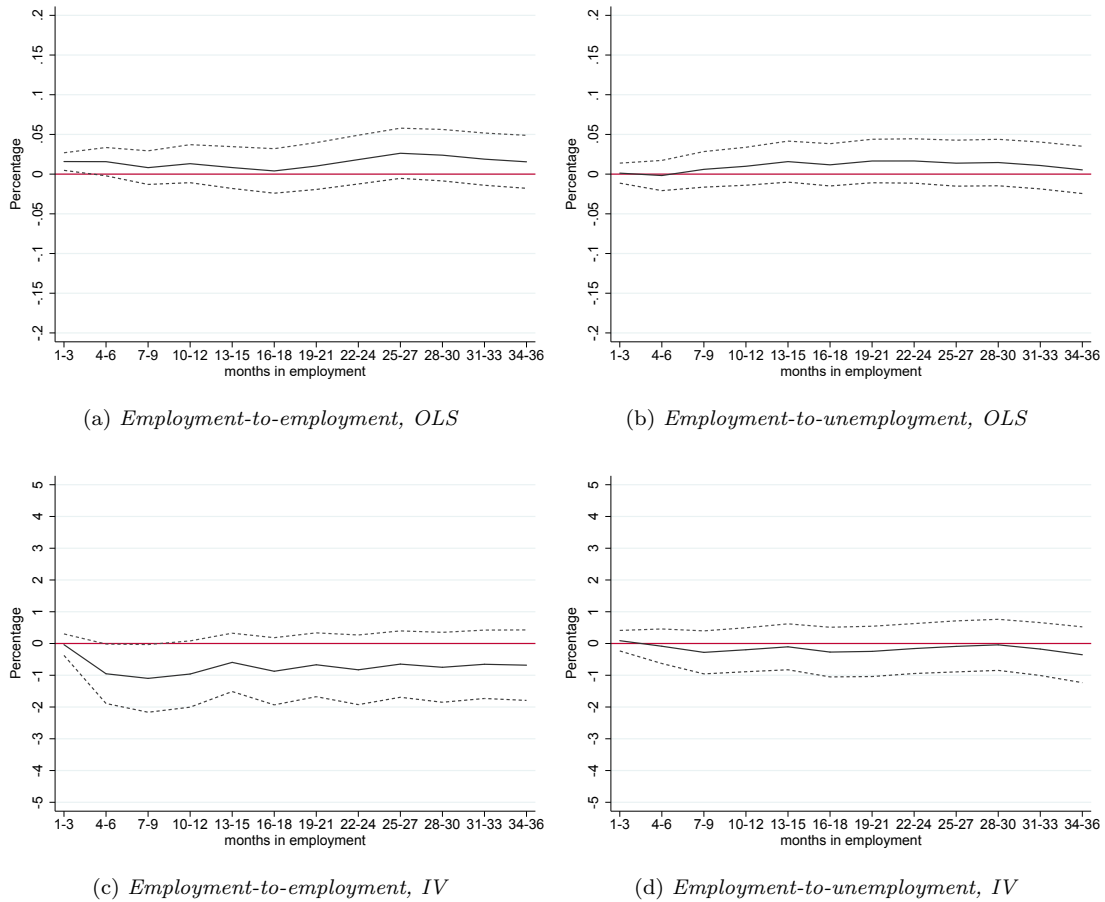 Percentage
.2
.15
.1
.05
0
-.05
-.1
-.15
-.2
1-3 4-6 7-9 10-12 13-15 16-18 19-21 22-24 25-27 28-30 31-33 34-36
months in employment
(a) Employment-to-employment, OLS
Percentage
.2
.15
.1
.05
0
-.05
-.1
-.15
-.2
1-3 4-6 7-9 10-12 13-15 16-18 19-21 22-24 25-27 28-30 31-33 34-36
months in employment
(b) Employment-to-unemployment, OLS
Percentage
5
4
3
2
1
0
-1
-2
-3
-4
-5
1-3 4-6 7-9 10-12 13-15 16-18 19-21 22-24 25-27 28-30 31-33 34-36
months in employment
(c) Employment-to-employment, IV
Percentage
5
4
3
2
1
0
-1
-2
-3
-4
-5
1-3 4-6 7-9 10-12 13-15 16-18 19-21 22-24 25-27 28-30 31-33 34-36
months in employment
(d) Employment-to-unemployment, IV